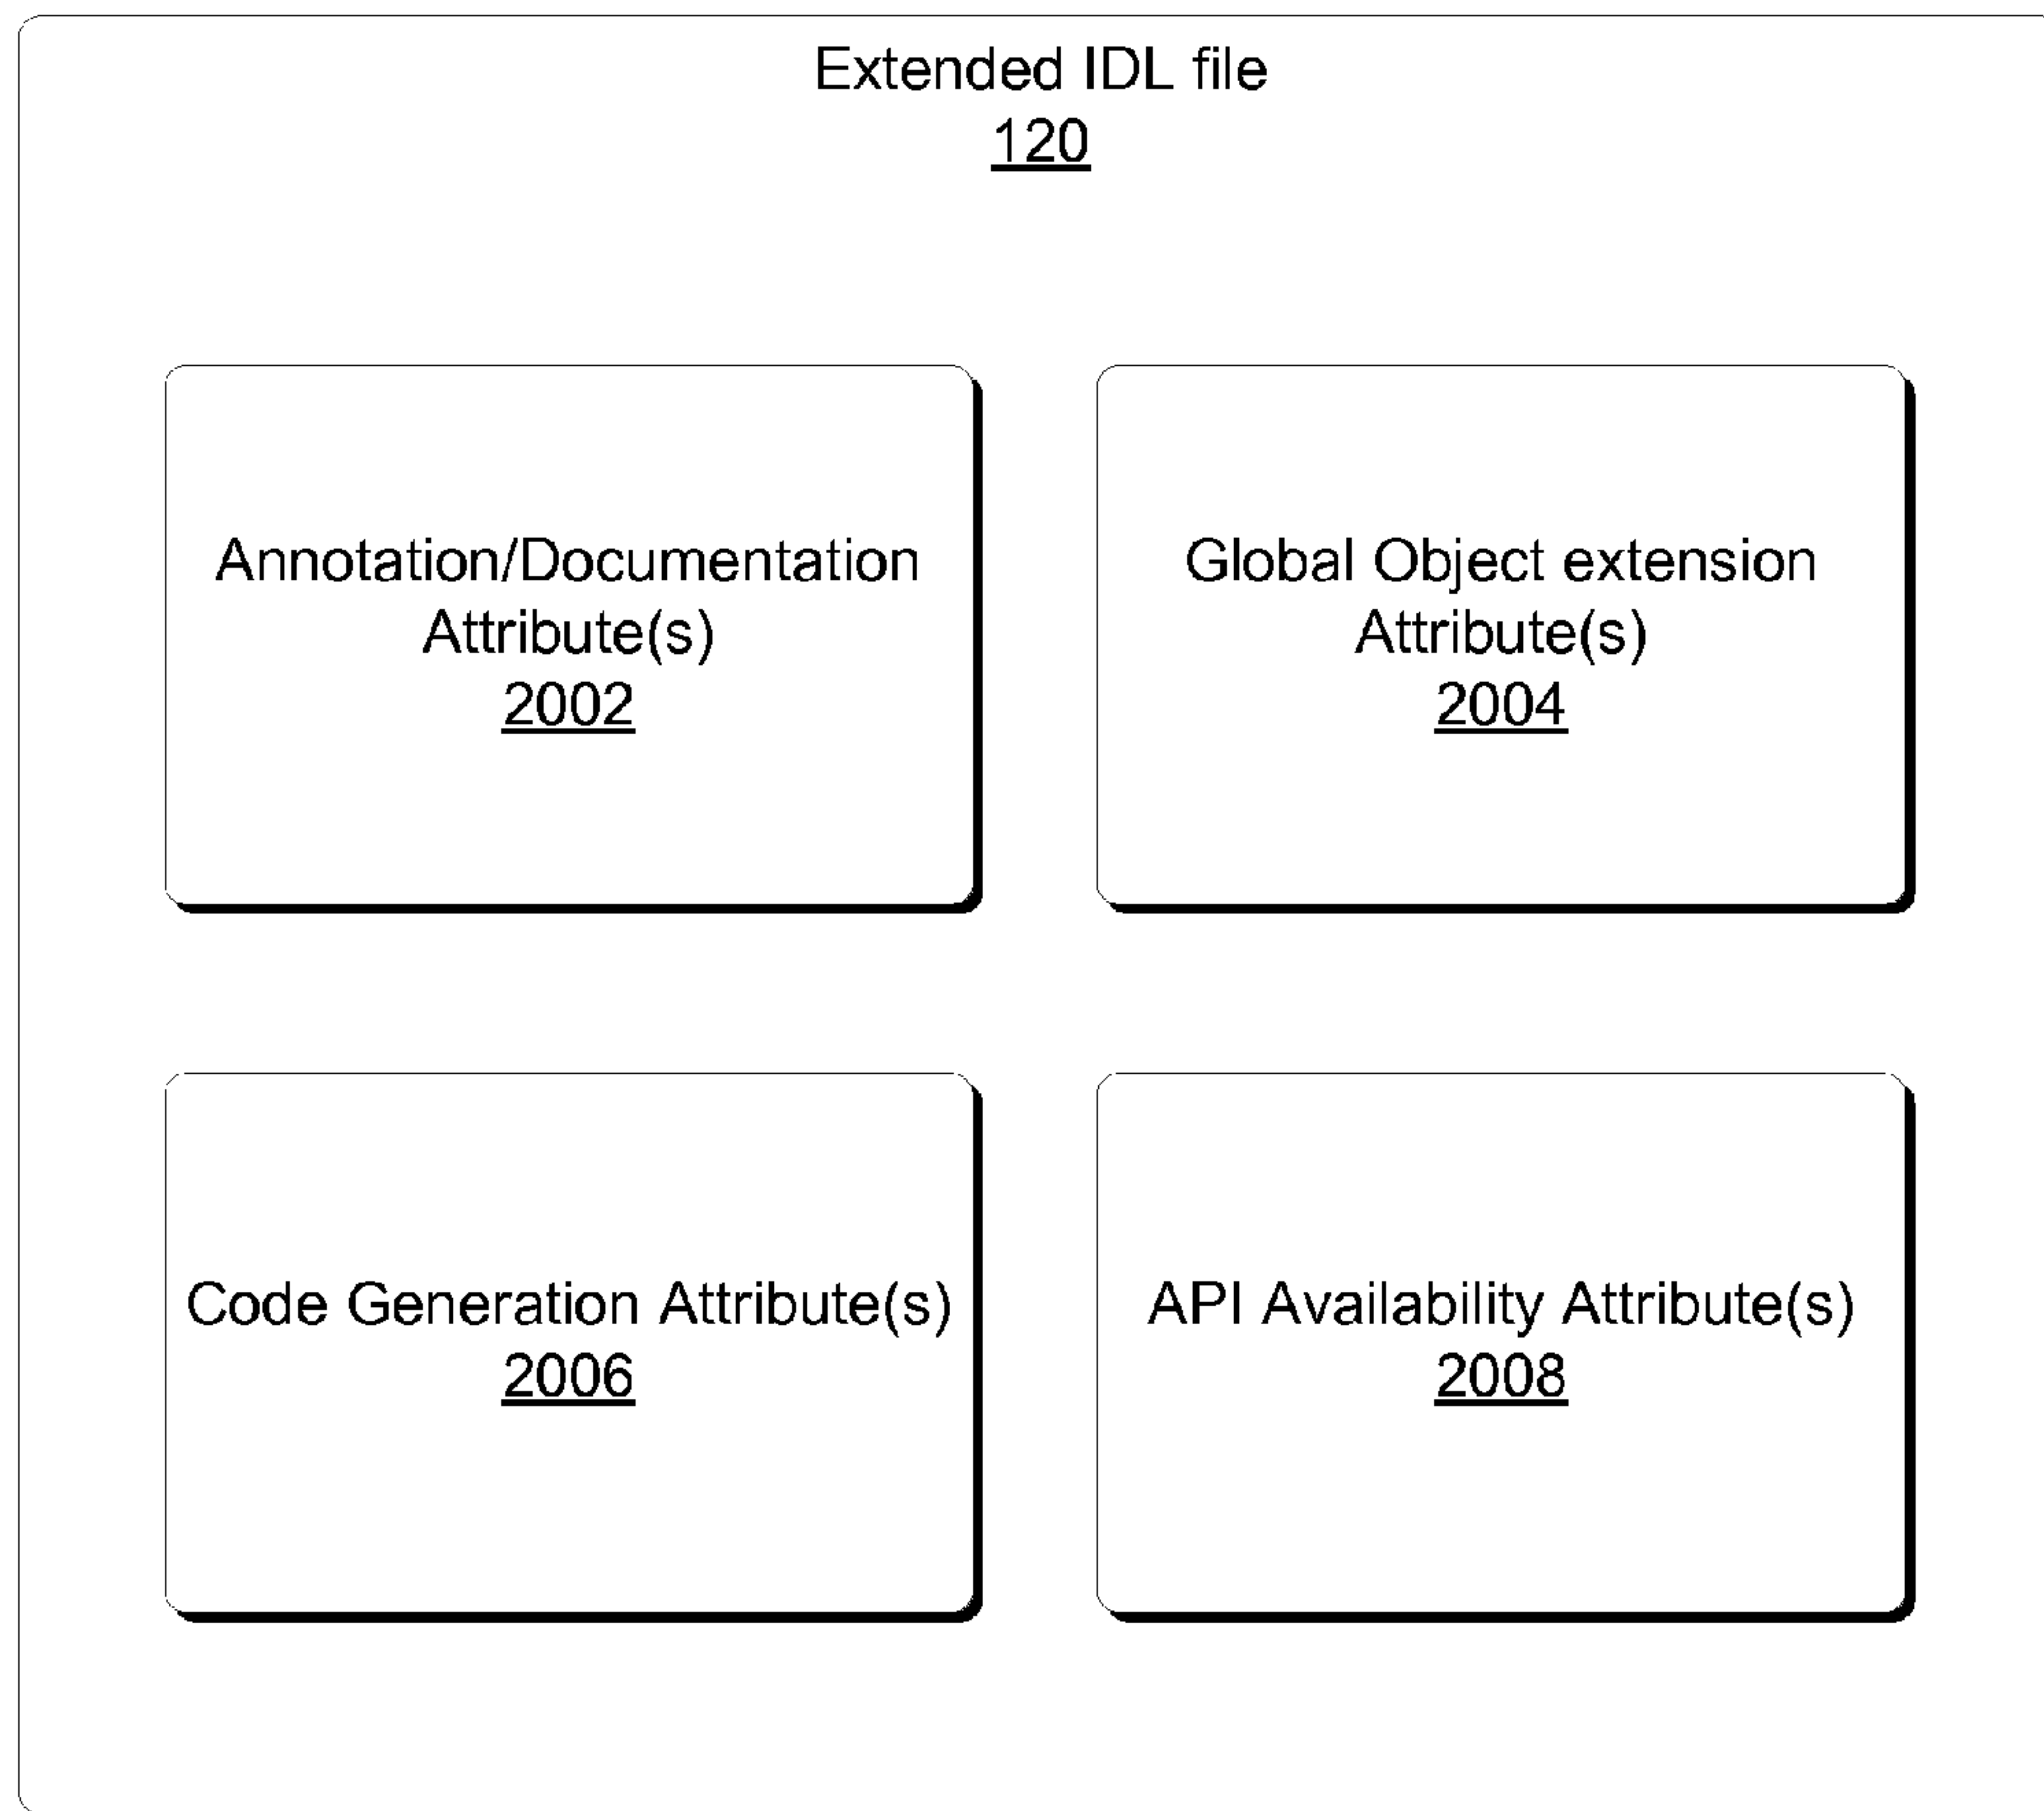 Extended IDL file
120
Annotation/Documentation
Attribute(s)
2002
Global Object extension
Attribute(s)
2004
Code Generation Attribute(s)
2006
API Availability Attribute(s)
2008